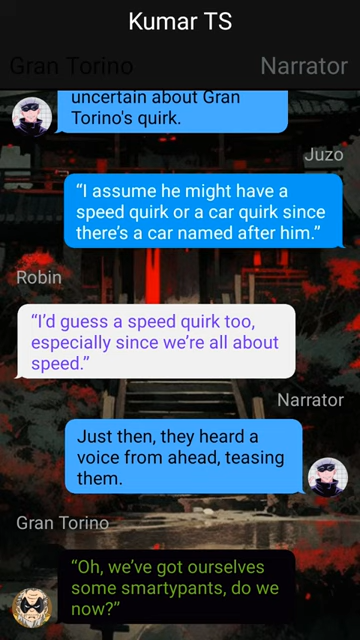 Kumar TS
Gran Torino
Narrator
uncertain about Gran
Torino's quirk.
Juzo
“I assume he might have a
speed quirk or a car quirk since
there’s a car named after him.”
Robin
“I’d guess a speed quirk too,
especially since we’re all about
speed.”
Narrator
Just then, they heard a
voice from ahead, teasing
them.
Gran Torino
“Oh, we’ve got ourselves
some smartypants, do we
now?”